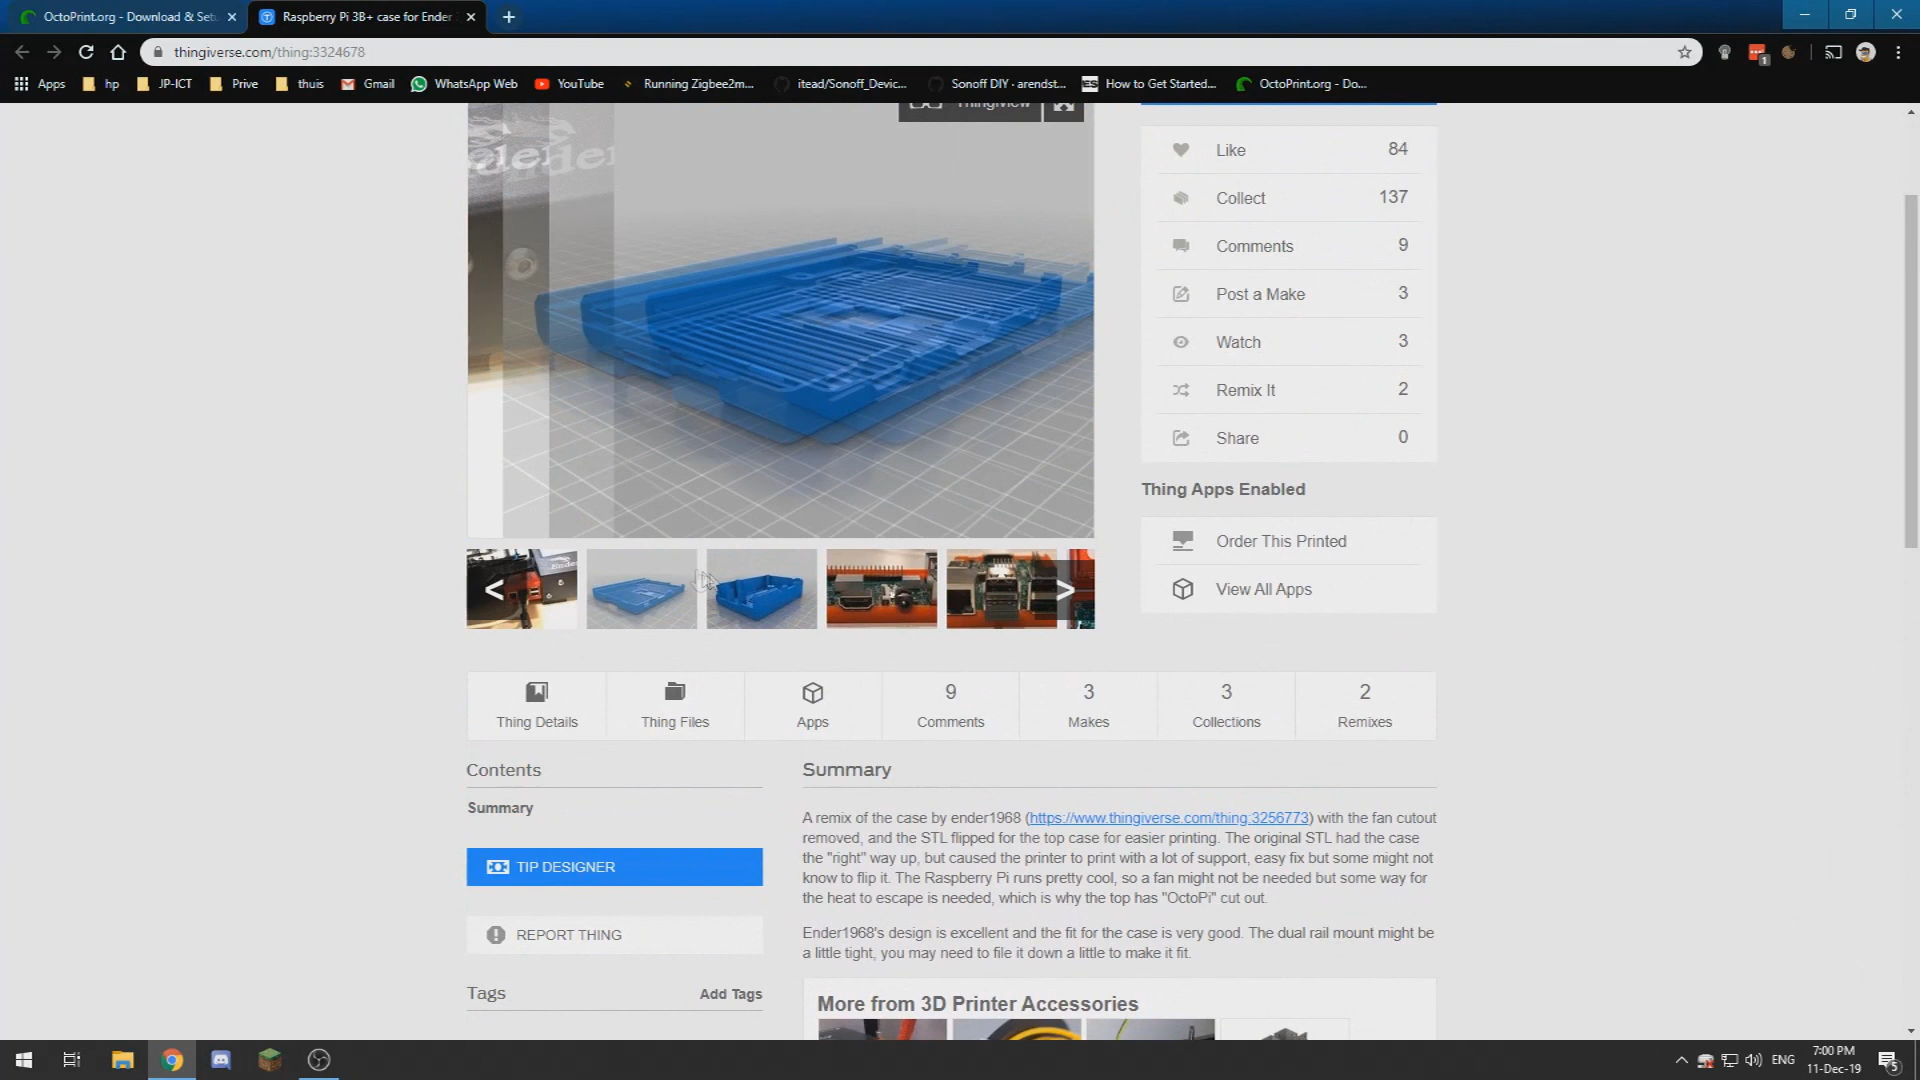 OctoPrint.org - Download & Setu
Raspberry Pi 3B+ case for Ender
thingiverse.com/thing:3324678
1
Apps
hp
JP-ICT
Prive
thuis
Gmail
WhatsApp Web
YouTube
Running Zigbee2m...
itead/Sonoff_Devic...
Sonoff DIY · arendst...
How to Get Started...
OctoPrint.org - Do...
Thingiview
Like 84
Collect 137
Comments 9
Post a Make 3
Watch 3
Remix It 2
Share 0
Thing Apps Enabled
Order This Printed
View All Apps
< >
Thing Details
Thing Files
Apps
9 Comments
3 Makes
3 Collections
2 Remixes
Contents
Summary
TIP DESIGNER
REPORT THING
Tags Add Tags
Summary
A remix of the case by ender1968 (https://www.thingiverse.com/thing:3256773) with the fan cutout
removed, and the STL flipped for the top case for easier printing. The original STL had the case
the "right" way up, but caused the printer to print with a lot of support, easy fix but some might not
know to flip it. The Raspberry Pi runs pretty cool, so a fan might not be needed but some way for
the heat to escape is needed, which is why the top has "OctoPi" cut out.
Ender1968's design is excellent and the fit for the case is very good. The dual rail mount might be
a little tight, you may need to file it down a little to make it fit.
More from 3D Printer Accessories
ENG
7:00 PM
11-Dec-19
5